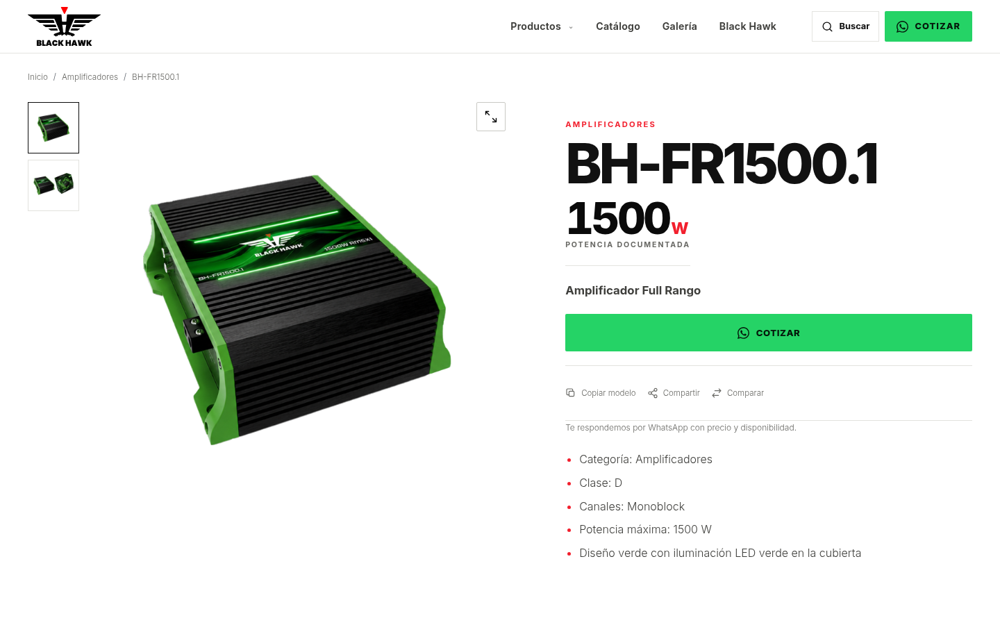 BLACK HAWK
Productos
Catálogo
Galería
Black Hawk
Buscar
COTIZAR
Inicio / Amplificadores / BH-FR1500.1
BLACK HAWK
1500W RMSX1
BH-FR1500.1
AMPLIFICADORES
BH-FR1500.1
1500W
POTENCIA DOCUMENTADA
Amplificador Full Rango
COTIZAR
Copiar modelo
Compartir
Comparar
Te respondemos por WhatsApp con precio y disponibilidad.
Categoría: Amplificadores
Clase: D
Canales: Monoblock
Potencia máxima: 1500 W
Diseño verde con iluminación LED verde en la cubierta